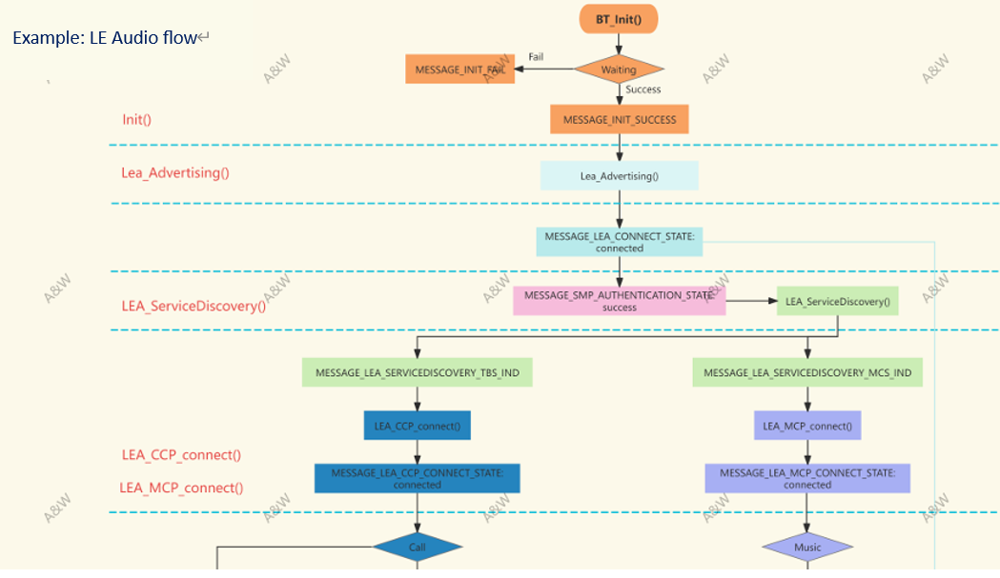 Example: LE Audio flow↵
BT_Init()
Waiting
Fail
MESSAGE_INIT_FAIL
Success
Init()
MESSAGE_INIT_SUCCESS
Lea_Advertising()
Lea_Advertising()
MESSAGE_LEA_CONNECT_STATE:
connected
LEA_ServiceDiscovery()
MESSAGE_SMP_AUTHENTICATION_STATE:
success
LEA_ServiceDiscovery()
MESSAGE_LEA_SERVICEDISCOVERY_TBS_IND
MESSAGE_LEA_SERVICEDISCOVERY_MCS_IND
LEA_CCP_connect()
LEA_MCP_connect()
LEA_CCP_connect()
LEA_MCP_connect()
MESSAGE_LEA_CCP_CONNECT_STATE:
connected
MESSAGE_LEA_MCP_CONNECT_STATE:
connected
Call
Music
A&W
A&W
A&W
A&W
A&W
A&W
A&W
A&W
A&W
A&W
A&W
A&W
A&W
A&W